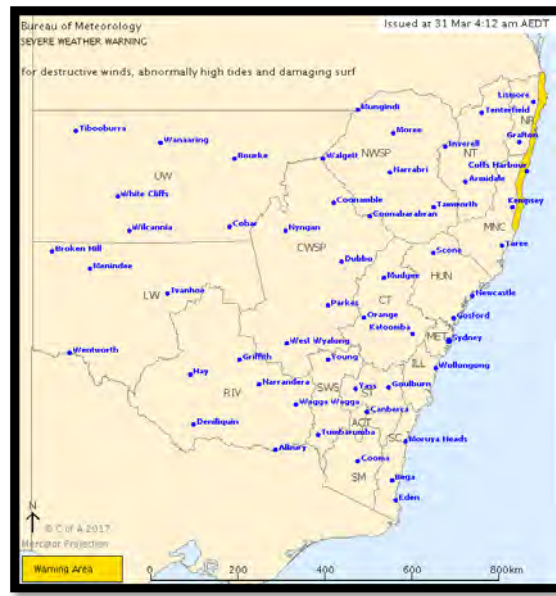 Bureau of Meteorology
Issued at 31 Mar 4:12 am AEDT
SEVERE WEATHER WARNING
for destructive winds, abnormally high tides and damaging surf
Lismore
Mungindi
Tenterfield
NR
Tibooburra
Moree
Wanaaring
Inverell
Grafton
NT
Bourke
Walgett
NWSP
Coffs Harbour
Narrabri
Armidale
UW
White Cliffs
Coonamble
Tamworth
Kempsey
Coonabarabran
Wilcannia
Cobar
Nyngan
MNC
Broken Hill
CWSP
Scone
Taree
Menindee
Dubbo
Mudgee
HUN
LW
Ivanhoe
Newcastle
Parkes
CT
Orange
Gosford
Katoomba
MET
Sydney
West Wyalong
Wentworth
Griffith
Young
ILL
Wollongong
Hay
RIV
Narrandera
SWS
Yass
ST
Goulburn
Wagga Wagga
Canberra
Deniliquin
ACT
Tumbarumba
SC
Moruya Heads
Albury
Cooma
SM
Bega
Eden
N
© C of A 2017
Mercator Projection
Warning Area
0
200
400
600
800km